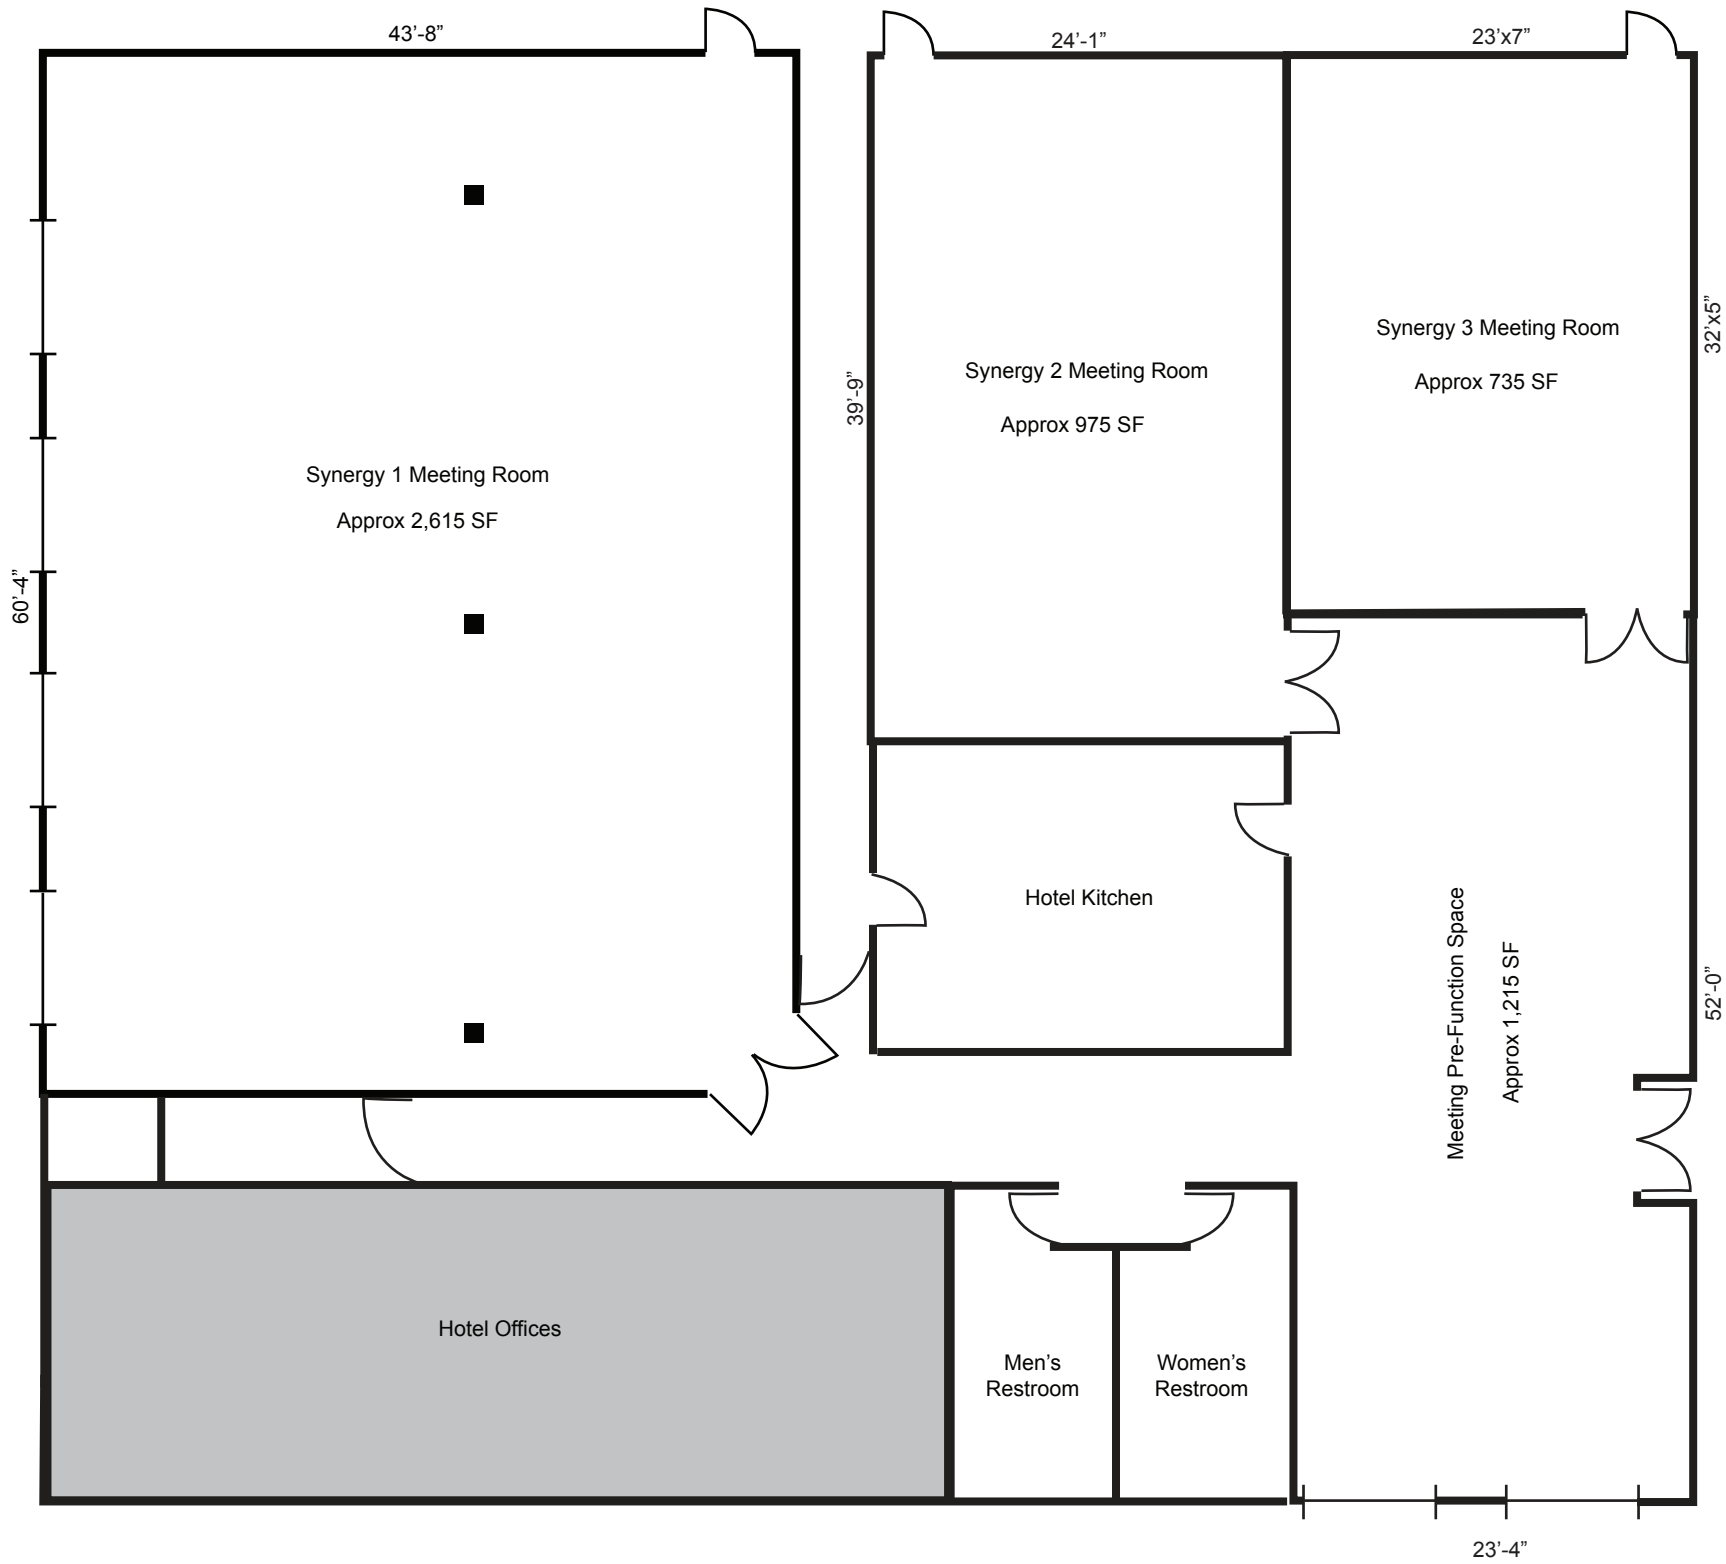 43’-8”
24’-1”
23’x7”
Synergy 3 Meeting Room
Approx 735 SF
32’x5”
Synergy 2 Meeting Room
Approx 975 SF
39’-9”
Synergy 1 Meeting Room
Approx 2,615 SF
60’-4”
Hotel Kitchen
Meeting Pre-Function Space
Approx 1,215 SF
52’-0”
Hotel Offices
Men’s
Restroom
Women’s
Restroom
23’-4”